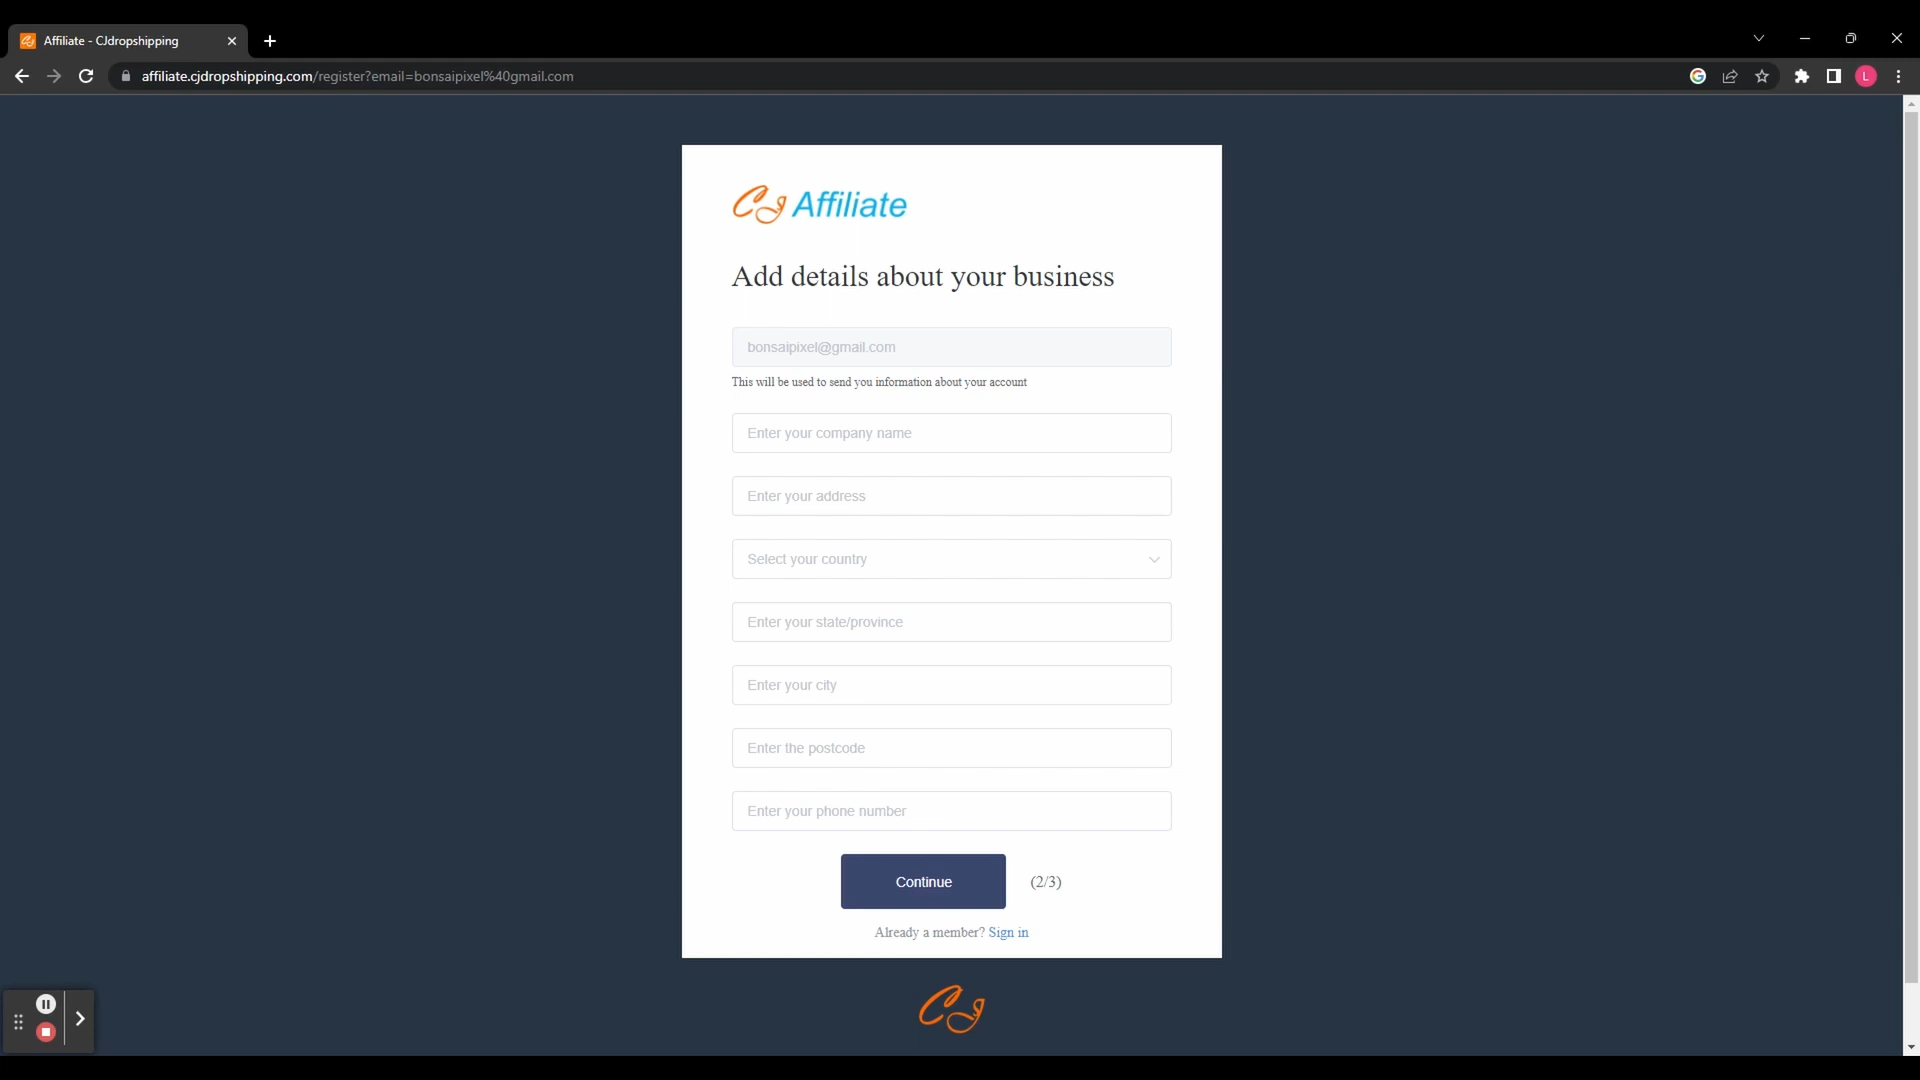 Affiliate - CJdropshipping
affiliate.cjdropshipping.com/register?email=bonsaipixel%40gmail.com
L
CJ Affiliate
Add details about your business
bonsaipixel@gmail.com
This will be used to send you information about your account
Enter your company name
Enter your address
Select your country
Enter your state/province
Enter your city
Enter the postcode
Enter your phone number
Continue
(2/3)
Already a member? Sign in
CJ